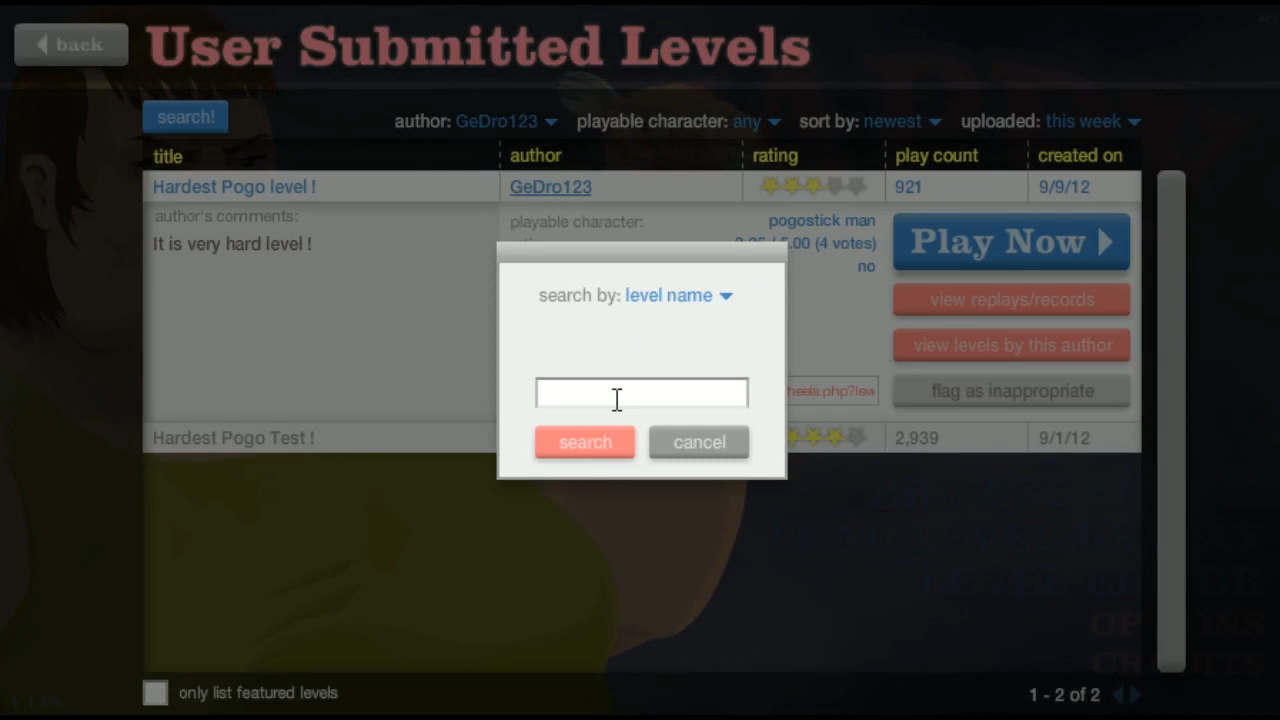 back
User Submitted Levels
search!
author: GeDro123 playable character: any sort by: newest uploaded: this week
title author rating play count created on
Hardest Pogo level ! GeDro123 921 9/9/12
author's comments:
It is very hard level !
playable character: pogostick man
.00 (4 votes)
no
Play Now
view replays/records
view levels by this author
flag as inappropriate
search by: level name
search cancel
Hardest Pogo Test ! 2,939 9/1/12
only list featured levels
1 - 2 of 2